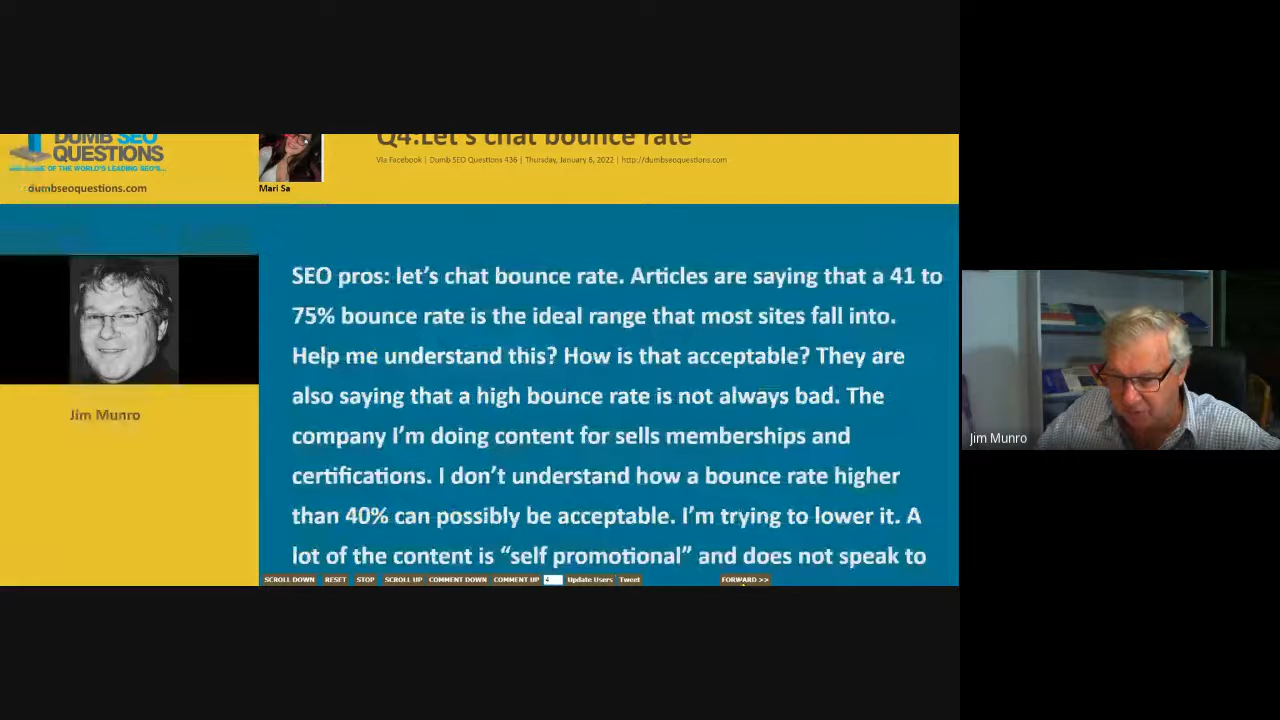 DUMB SEO
QUESTIONS
OF THE WORLD'S LEADING SEO'S...
dumbseoquestions.com
Mari Sa
Q4:Let's chat bounce rate
Via Facebook | Dumb SEO Questions 436 | Thursday, January 6, 2022 | http://dumbseoquestions.com
Jim Munro
SEO pros: let's chat bounce rate. Articles are saying that a 41 to
75% bounce rate is the ideal range that most sites fall into.
Help me understand this? How is that acceptable? They are
also saying that a high bounce rate is not always bad. The
company I'm doing content for sells memberships and
certifications. I don't understand how a bounce rate higher
than 40% can possibly be acceptable. I'm trying to lower it. A
lot of the content is “self promotional” and does not speak to
SCROLL DOWN RESET STOP SCROLL UP COMMENT DOWN COMMENT UP 4 Update Users Tweet FORWARD >>
Jim Munro